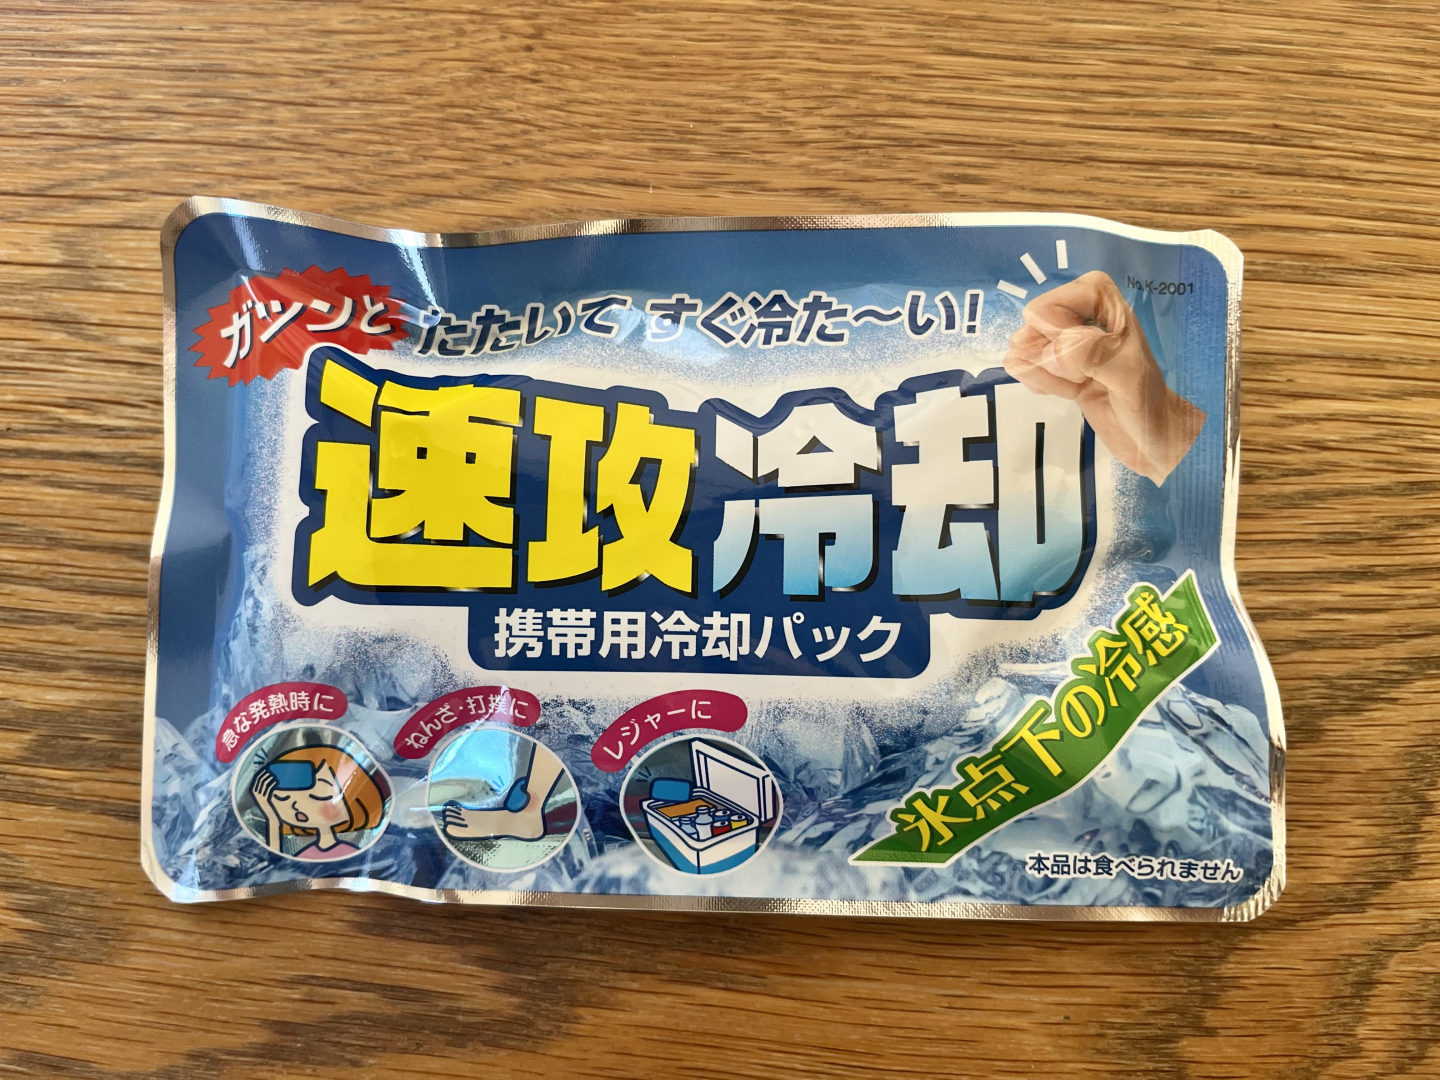 No.K-2001
ガツンと たたいて すぐ冷た～い!
速攻冷却
携帯用冷却パック
急な発熱時に
ねんざ・打撲に
レジャーに
氷点下の冷感
本品は食べられません